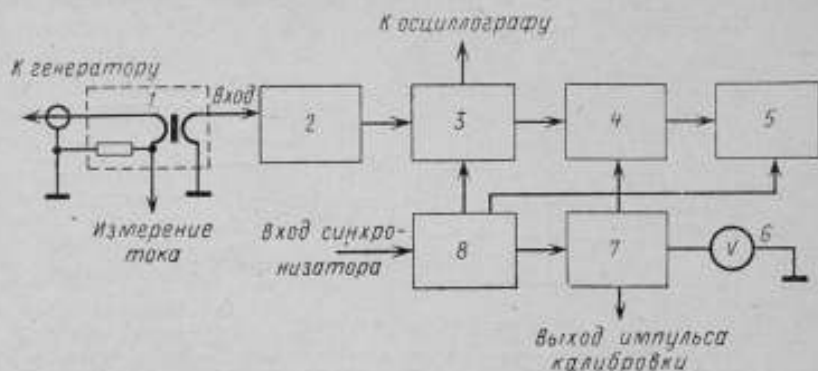 К осциллографу
К генератору
1
Вход
2
3
4
5
Измерение
тока
Вход синхро-
низатора
8
7
V
6
Выход импульса
калибровки